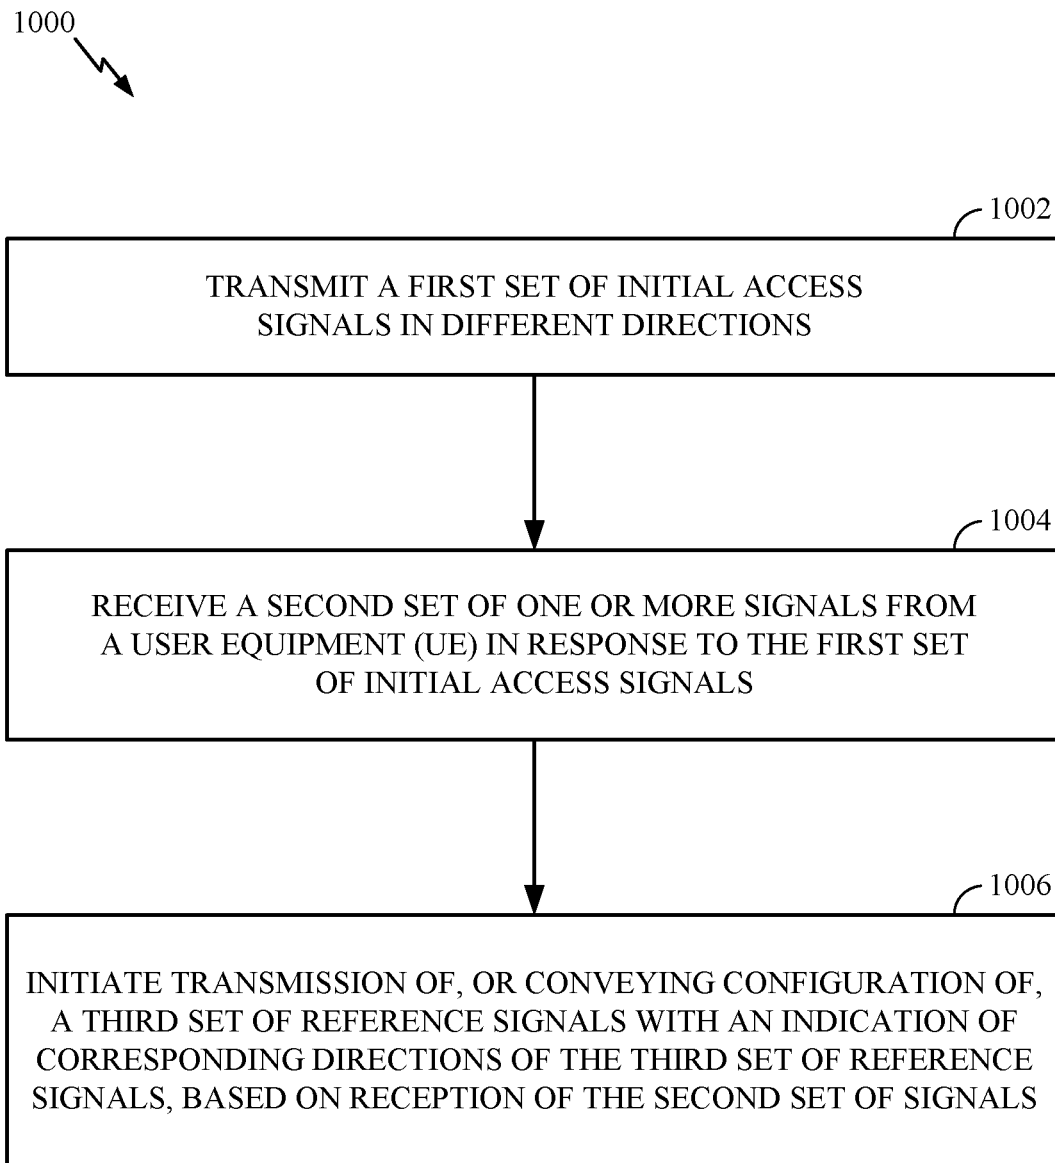 1000
1002
TRANSMIT A FIRST SET OF INITIAL ACCESS
SIGNALS IN DIFFERENT DIRECTIONS
1004
RECEIVE A SECOND SET OF ONE OR MORE SIGNALS FROM
A USER EQUIPMENT (UE) IN RESPONSE TO THE FIRST SET
OF INITIAL ACCESS SIGNALS
1006
INITIATE TRANSMISSION OF, OR CONVEYING CONFIGURATION OF,
A THIRD SET OF REFERENCE SIGNALS WITH AN INDICATION OF
CORRESPONDING DIRECTIONS OF THE THIRD SET OF REFERENCE
SIGNALS, BASED ON RECEPTION OF THE SECOND SET OF SIGNALS